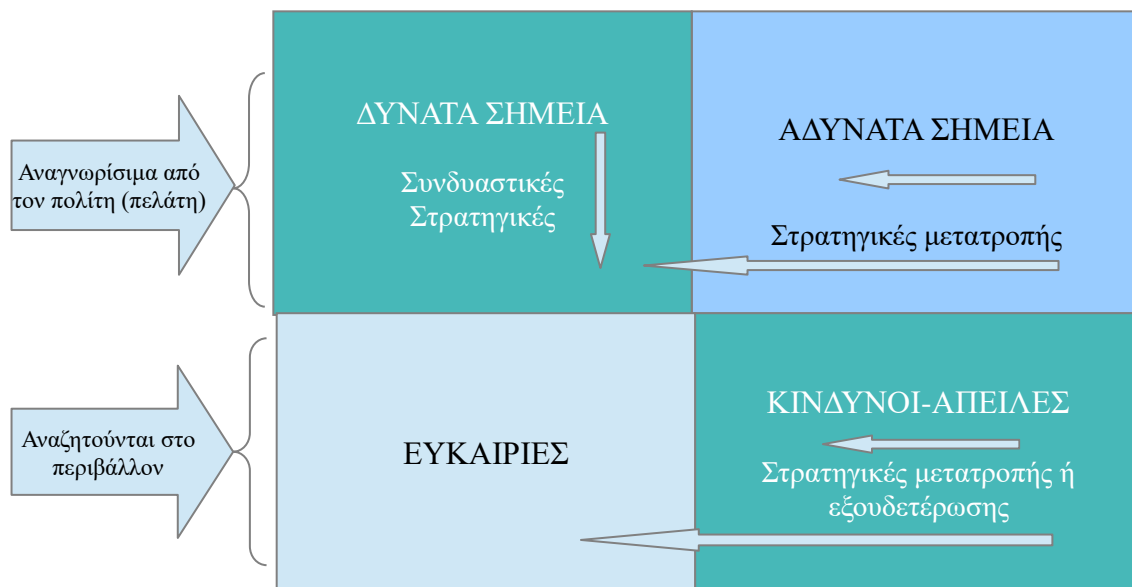 ΔΥΝΑΤΑ ΣΗΜΕΙΑ
Συνδυαστικές
Στρατηγικές
ΑΔΥΝΑΤΑ ΣΗΜΕΙΑ
Στρατηγικές μετατροπής
Αναγνωρίσιμα από
τον πολίτη (πελάτη)
ΕΥΚΑΙΡΙΕΣ
ΚΙΝΔΥΝΟΙ-ΑΠΕΙΛΕΣ
Στρατηγικές μετατροπής ή
εξουδετέρωσης
Αναζητούνται στο
περιβάλλον